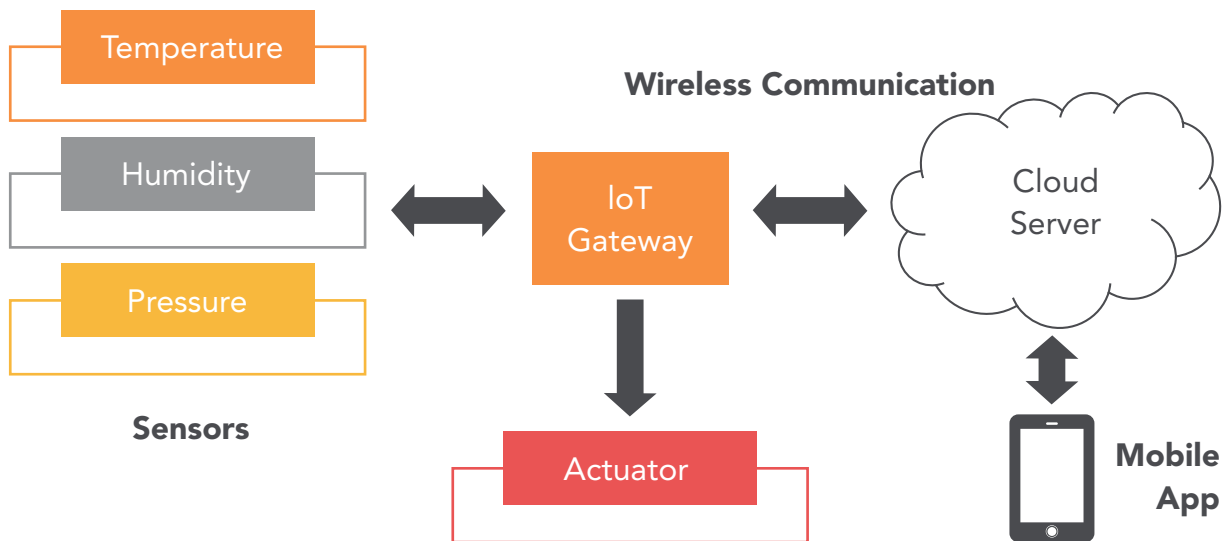 Temperature
Humidity
Pressure
Sensors
Wireless Communication
IoT
Gateway
Cloud
Server
Actuator
Mobile
App